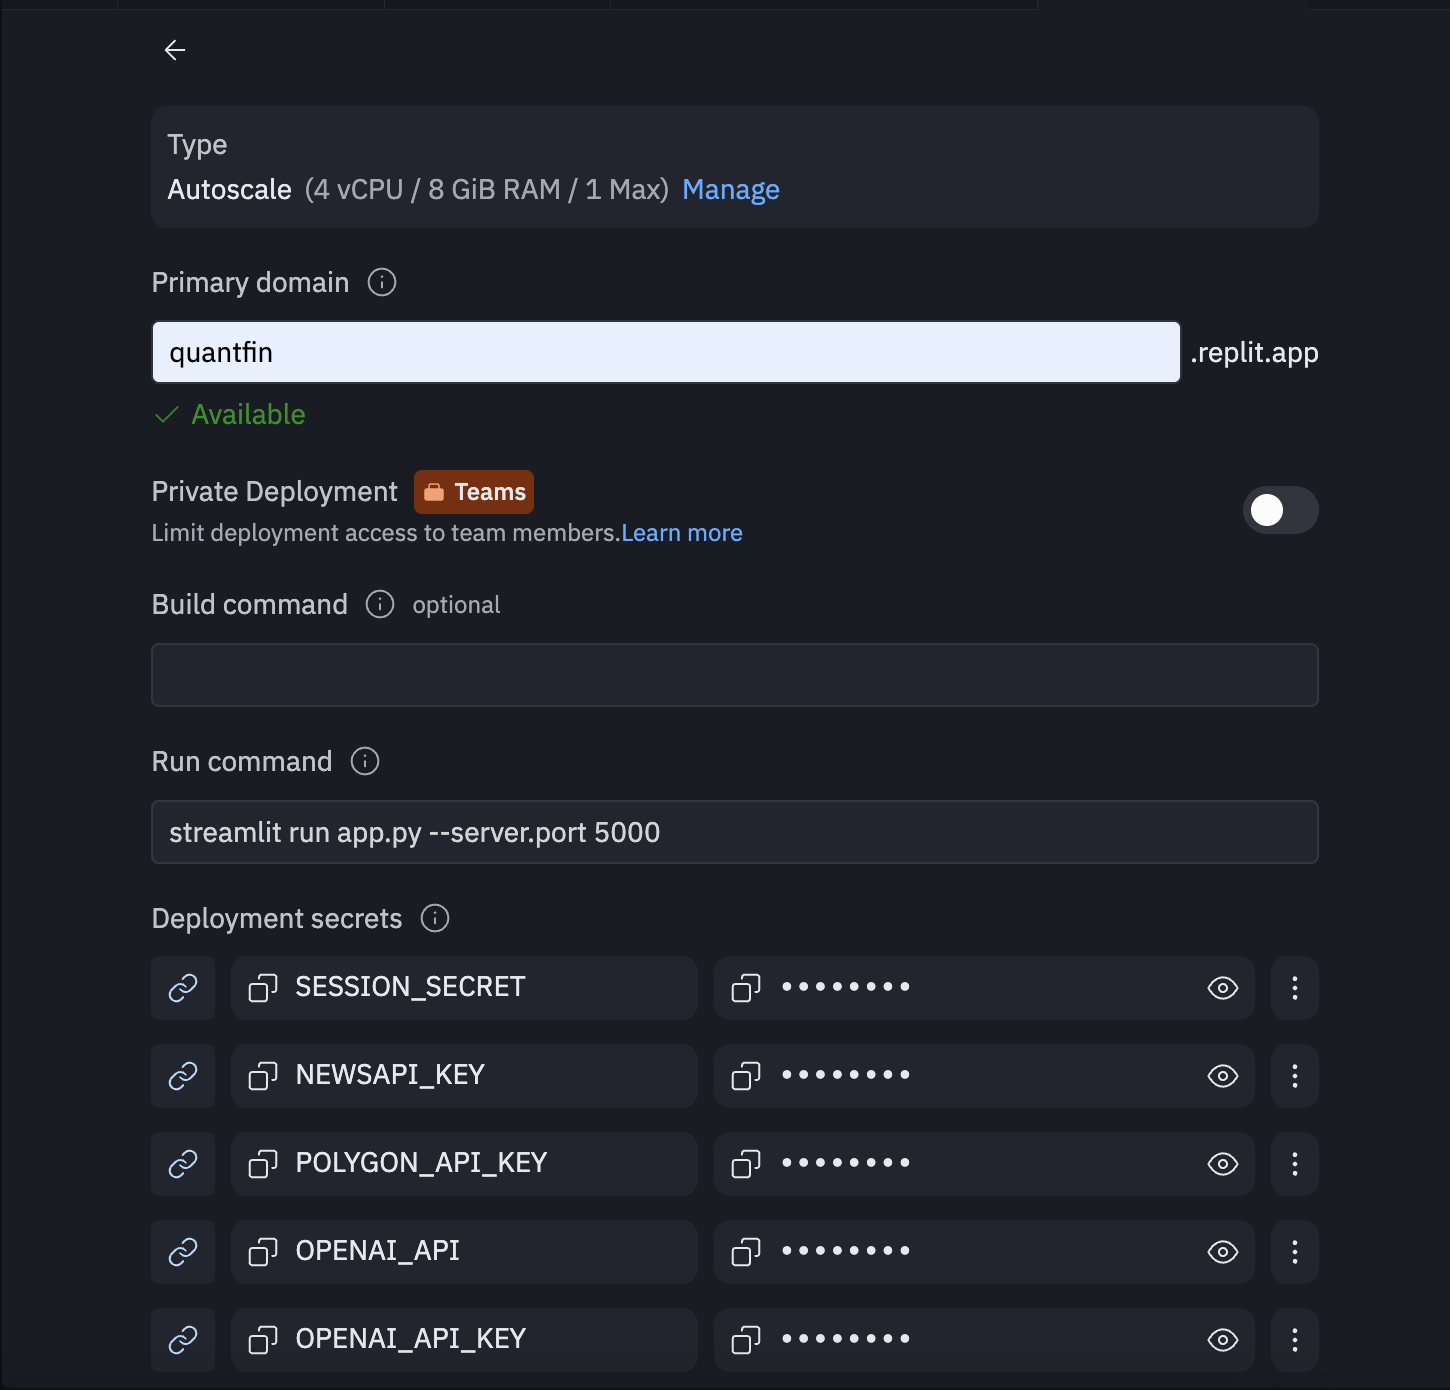 Type
Autoscale (4 vCPU / 8 GiB RAM / 1 Max) Manage
Primary domain
quantfin .replit.app
Available
Private Deployment Teams
Limit deployment access to team members.Learn more
Build command optional
Run command
streamlit run app.py --server.port 5000
Deployment secrets
SESSION_SECRET ••••••••
NEWSAPI_KEY ••••••••
POLYGON_API_KEY ••••••••
OPENAI_API ••••••••
OPENAI_API_KEY ••••••••